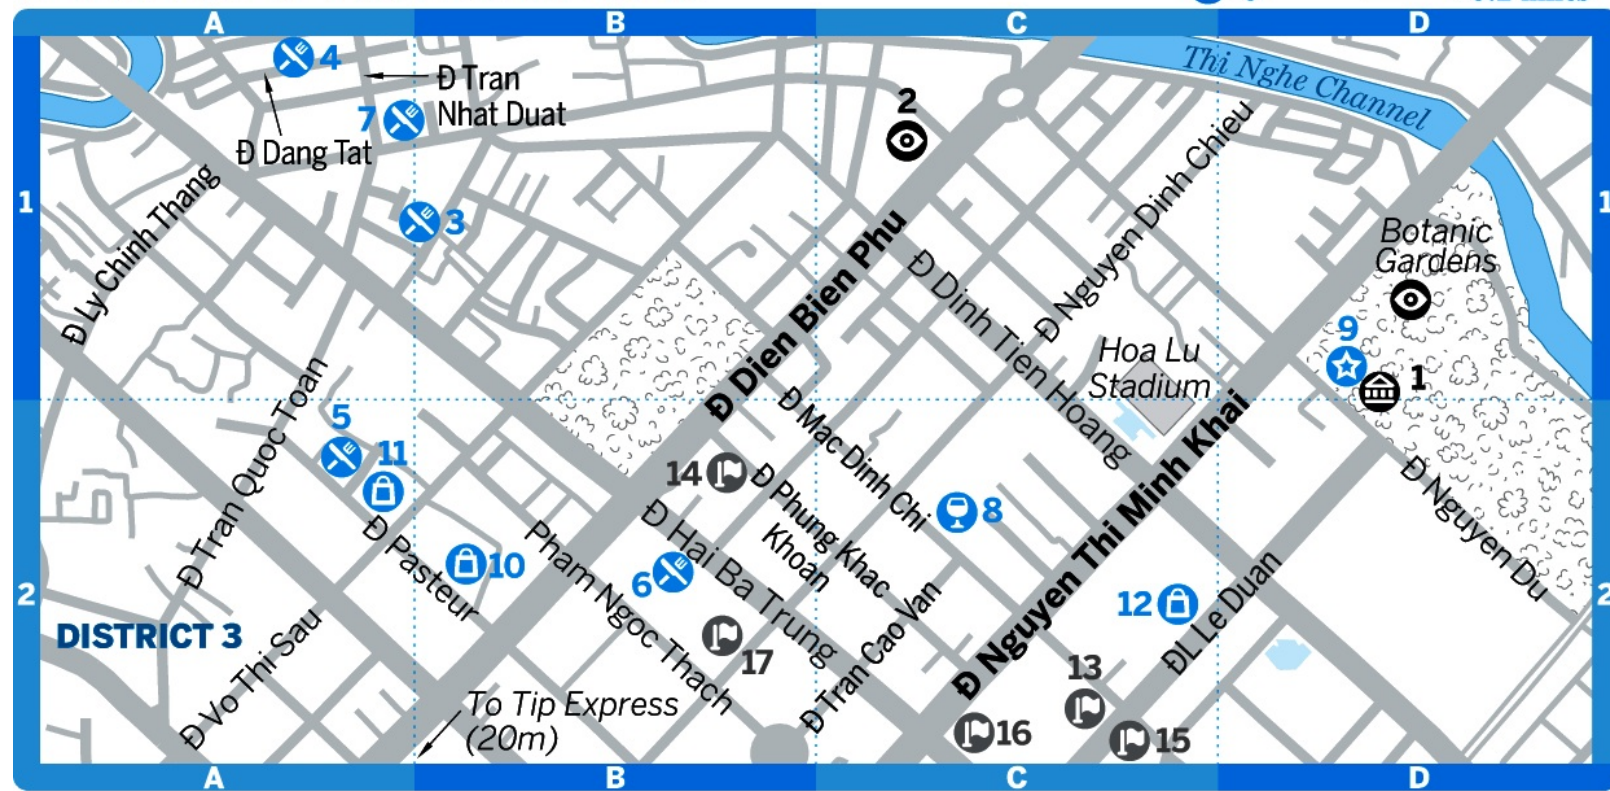 A
B
C
D
4
Đ Tran
Nhat Duat
7
Đ Dang Tat
2
Thi Nghe Channel
1
1
3
Đ Ly Chinh Thang
Đ Dien Bien Phu
Đ Nguyen Dinh Chieu
Đ Dinh Tien Hoang
Botanic
Gardens
9
1
Hoa Lu
Stadium
Đ Tran Quoc Toan
5
11
14
Đ Mac Dinh Chi
Đ Phung Khac
Khoan
8
Đ Nguyen Thi Minh Khai
Đ Nguyen Du
Đ Pasteur
10
Pham Ngoc Thach
Đ Hai Ba Trung
6
17
2
2
DISTRICT 3
Đ Vo Thi Sau
Đ Tran Cao Van
12
ĐL Le Duan
13
16
15
To Tip Express
(20m)
A
B
C
D